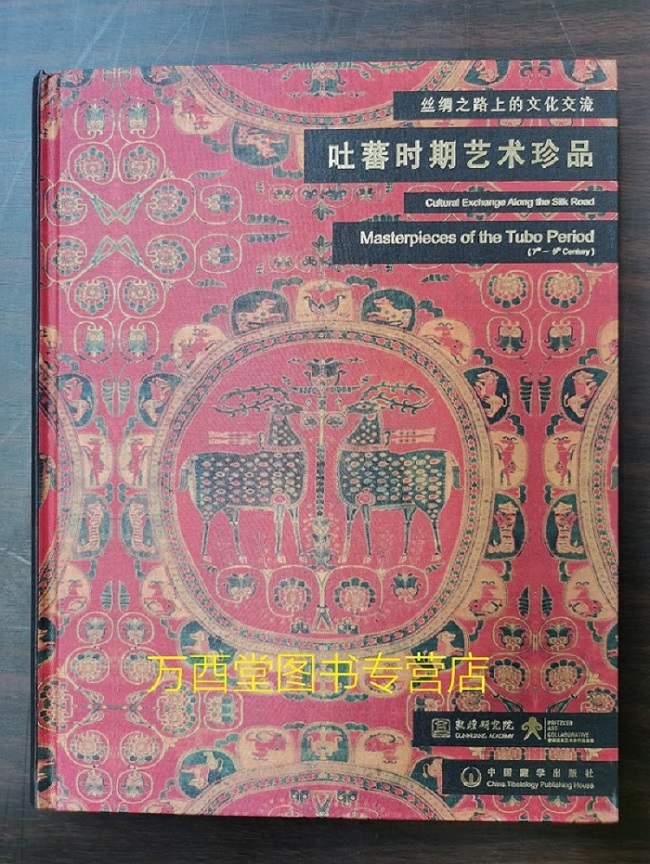 丝绸之路上的文化交流
吐蕃时期艺术珍品
Cultural Exchange Along the Silk Road
Masterpieces of the Tubo Period
(7th — 9th Century)
万酉堂图书专营店
敦煌研究院
DUNHUANG ACADEMY
PRITZKER
ART
COLLABORATIVE
中国藏学出版社
China Tibetology Publishing House